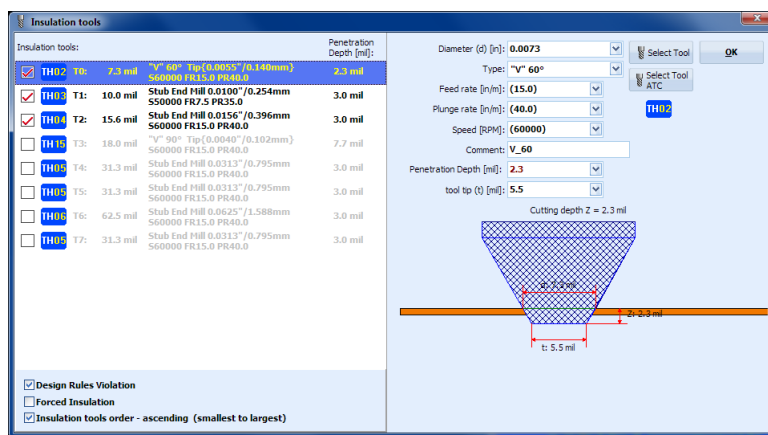 Insulation tools
Insulation tools:
Penetration
Depth [mil]:
TH02 T0: 7.3 mil "V" 60° Tip{0.0055"/0.140mm} 2.3 mil
S60000 FR15.0 PR40.0
TH03 T1: 10.0 mil Stub End Mill 0.0100"/0.254mm 3.0 mil
S50000 FR7.5 PR35.0
TH04 T2: 15.6 mil Stub End Mill 0.0156"/0.396mm 3.0 mil
S60000 FR15.0 PR40.0
TH15 T3: 18.0 mil "V" 90° Tip{0.0040"/0.102mm} 7.7 mil
S60000 FR15.0 PR40.0
TH05 T4: 31.3 mil Stub End Mill 0.0313"/0.795mm 3.0 mil
S60000 FR15.0 PR40.0
TH05 T5: 31.3 mil Stub End Mill 0.0313"/0.795mm 3.0 mil
S60000 FR15.0 PR40.0
TH06 T6: 62.5 mil Stub End Mill 0.0625"/1.588mm 3.0 mil
S60000 FR15.0 PR40.0
TH05 T7: 31.3 mil Stub End Mill 0.0313"/0.795mm 3.0 mil
S60000 FR15.0 PR40.0
Design Rules Violation
Forced Insulation
Insulation tools order - ascending (smallest to largest)
Diameter (d) [in]: 0.0073
Type: "V" 60°
Feed rate [in/m]: (15.0)
Plunge rate [in/m]: (40.0)
Speed [RPM]: (60000)
Comment: V_60
Penetration Depth [mil]: 2.3
tool tip (t) [mil]: 5.5
Select Tool
Select Tool
ATC
TH02
OK
Cutting depth Z = 2.3 mil
d: 7.3 mil
Z: 2.3 mil
t: 5.5 mil